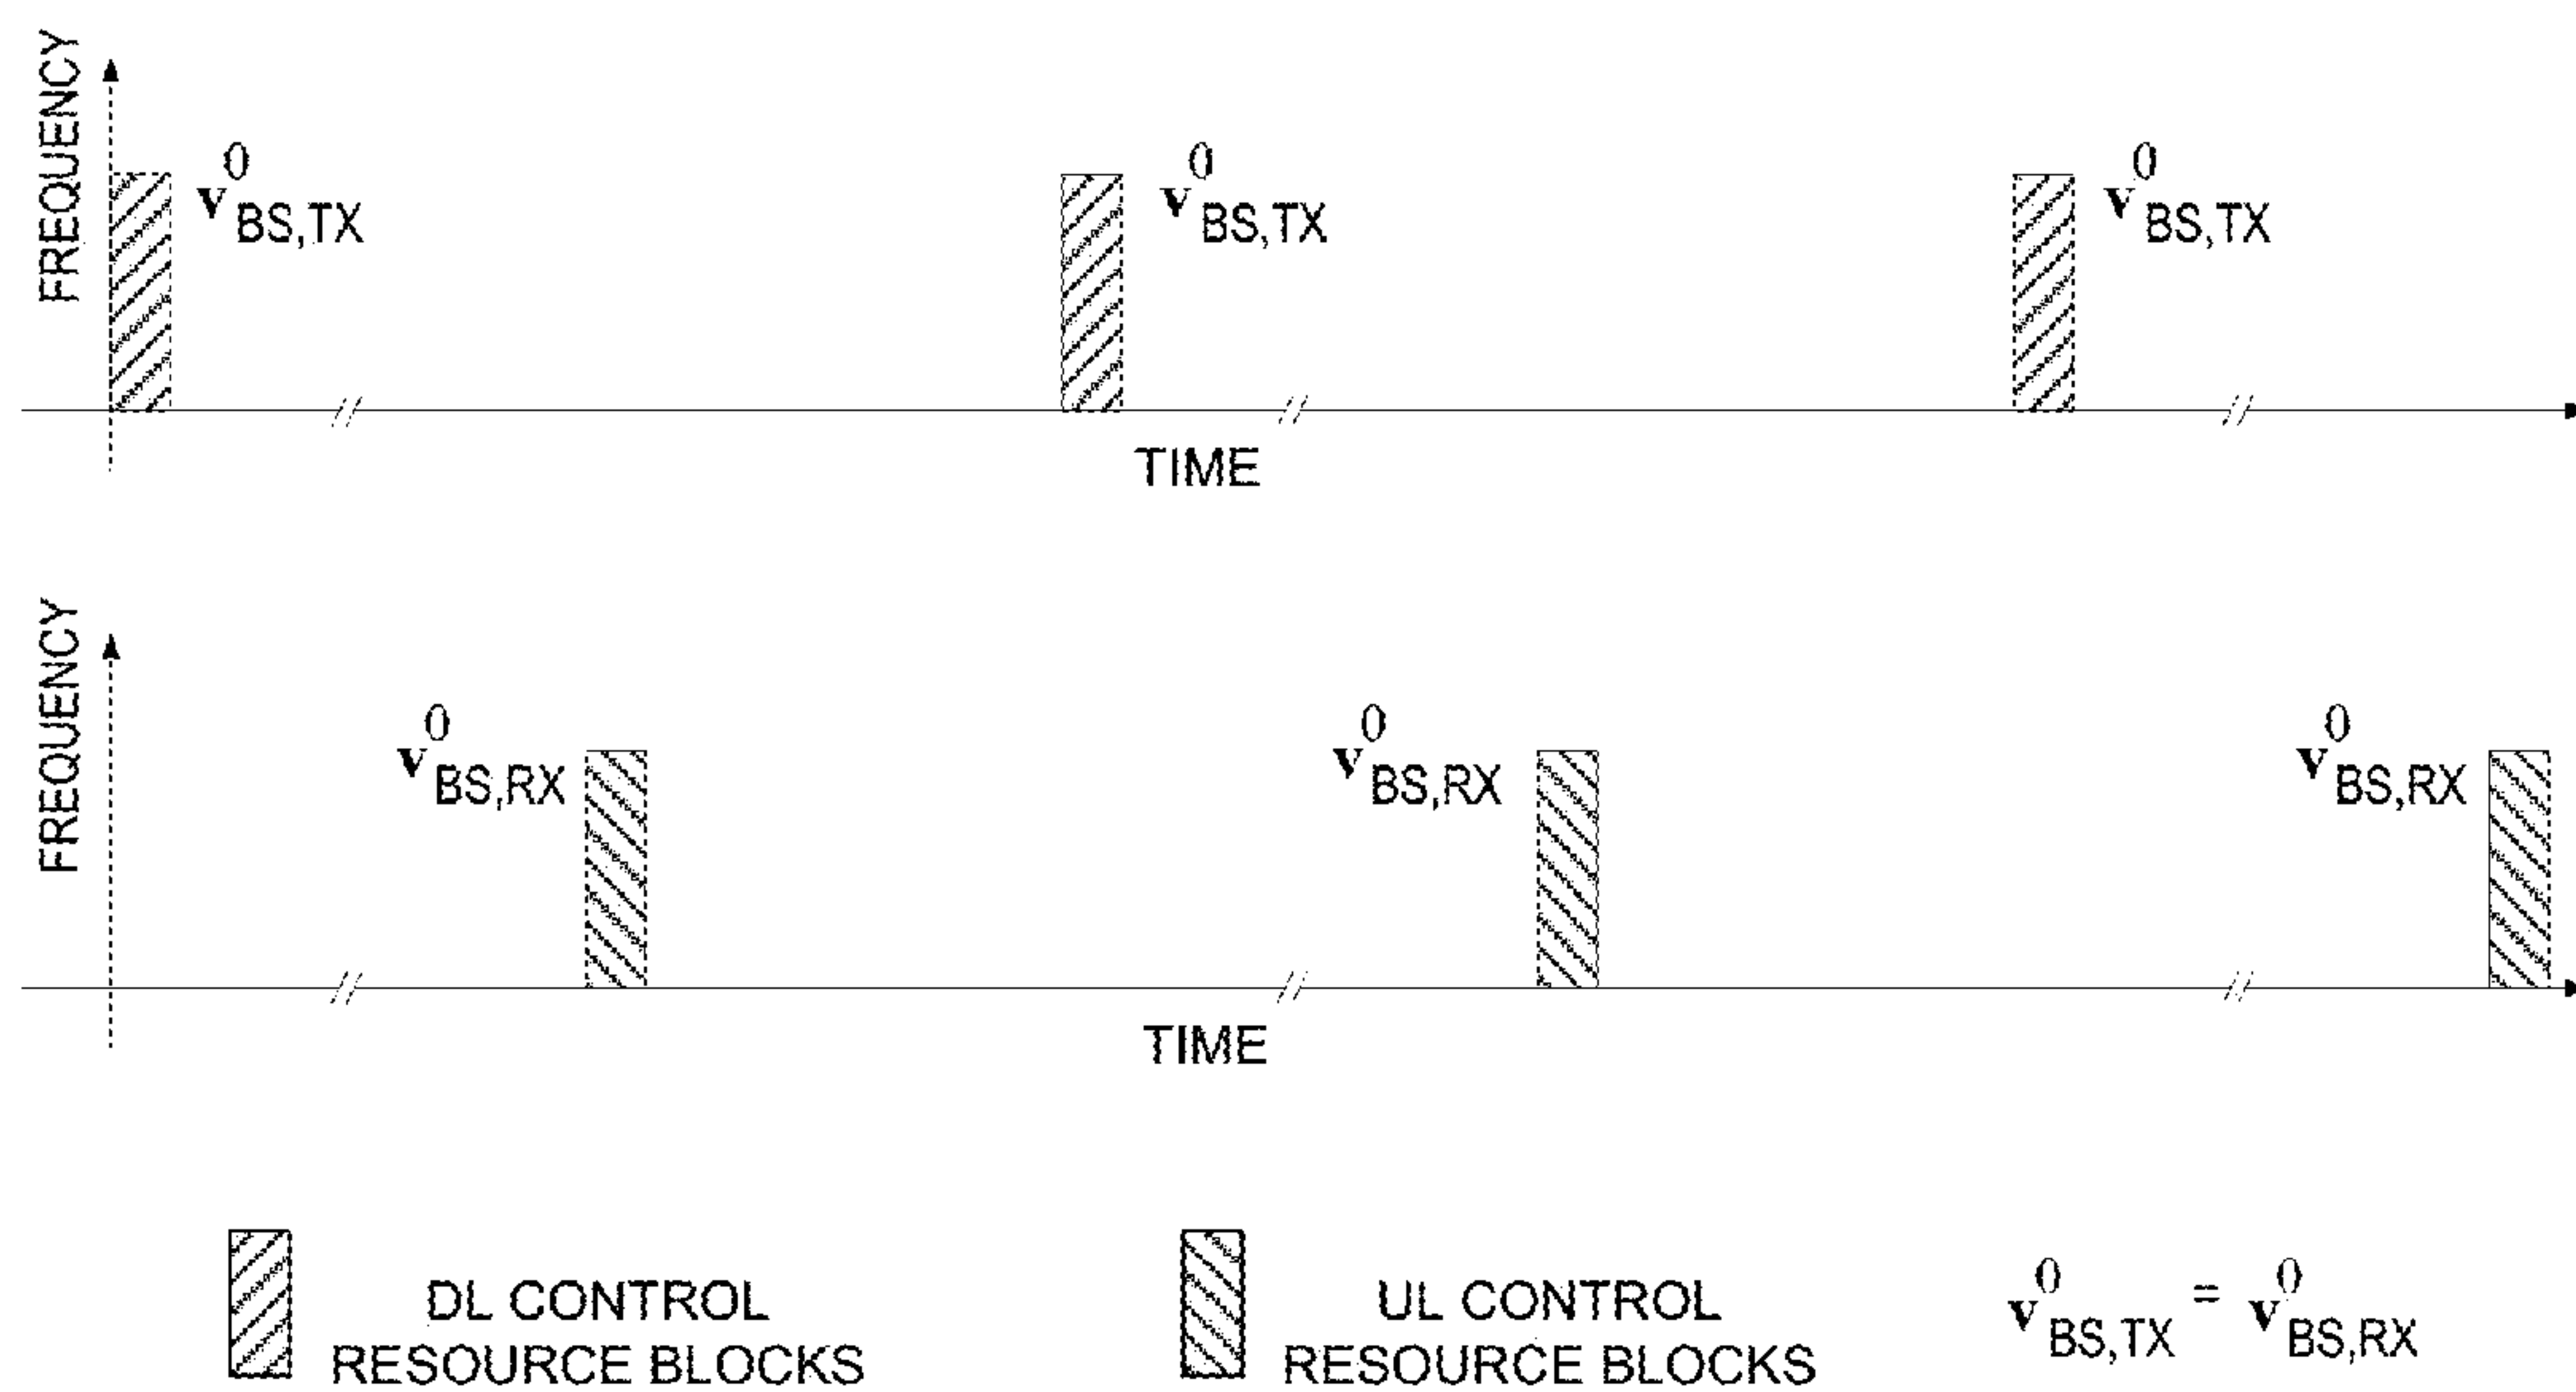 FREQUENCY
v⁰BS,TX
v⁰BS,TX
v⁰BS,TX
TIME
FREQUENCY
v⁰BS,RX
v⁰BS,RX
v⁰BS,RX
TIME
DL CONTROL
RESOURCE BLOCKS
UL CONTROL
RESOURCE BLOCKS
v⁰BS,TX = v⁰BS,RX